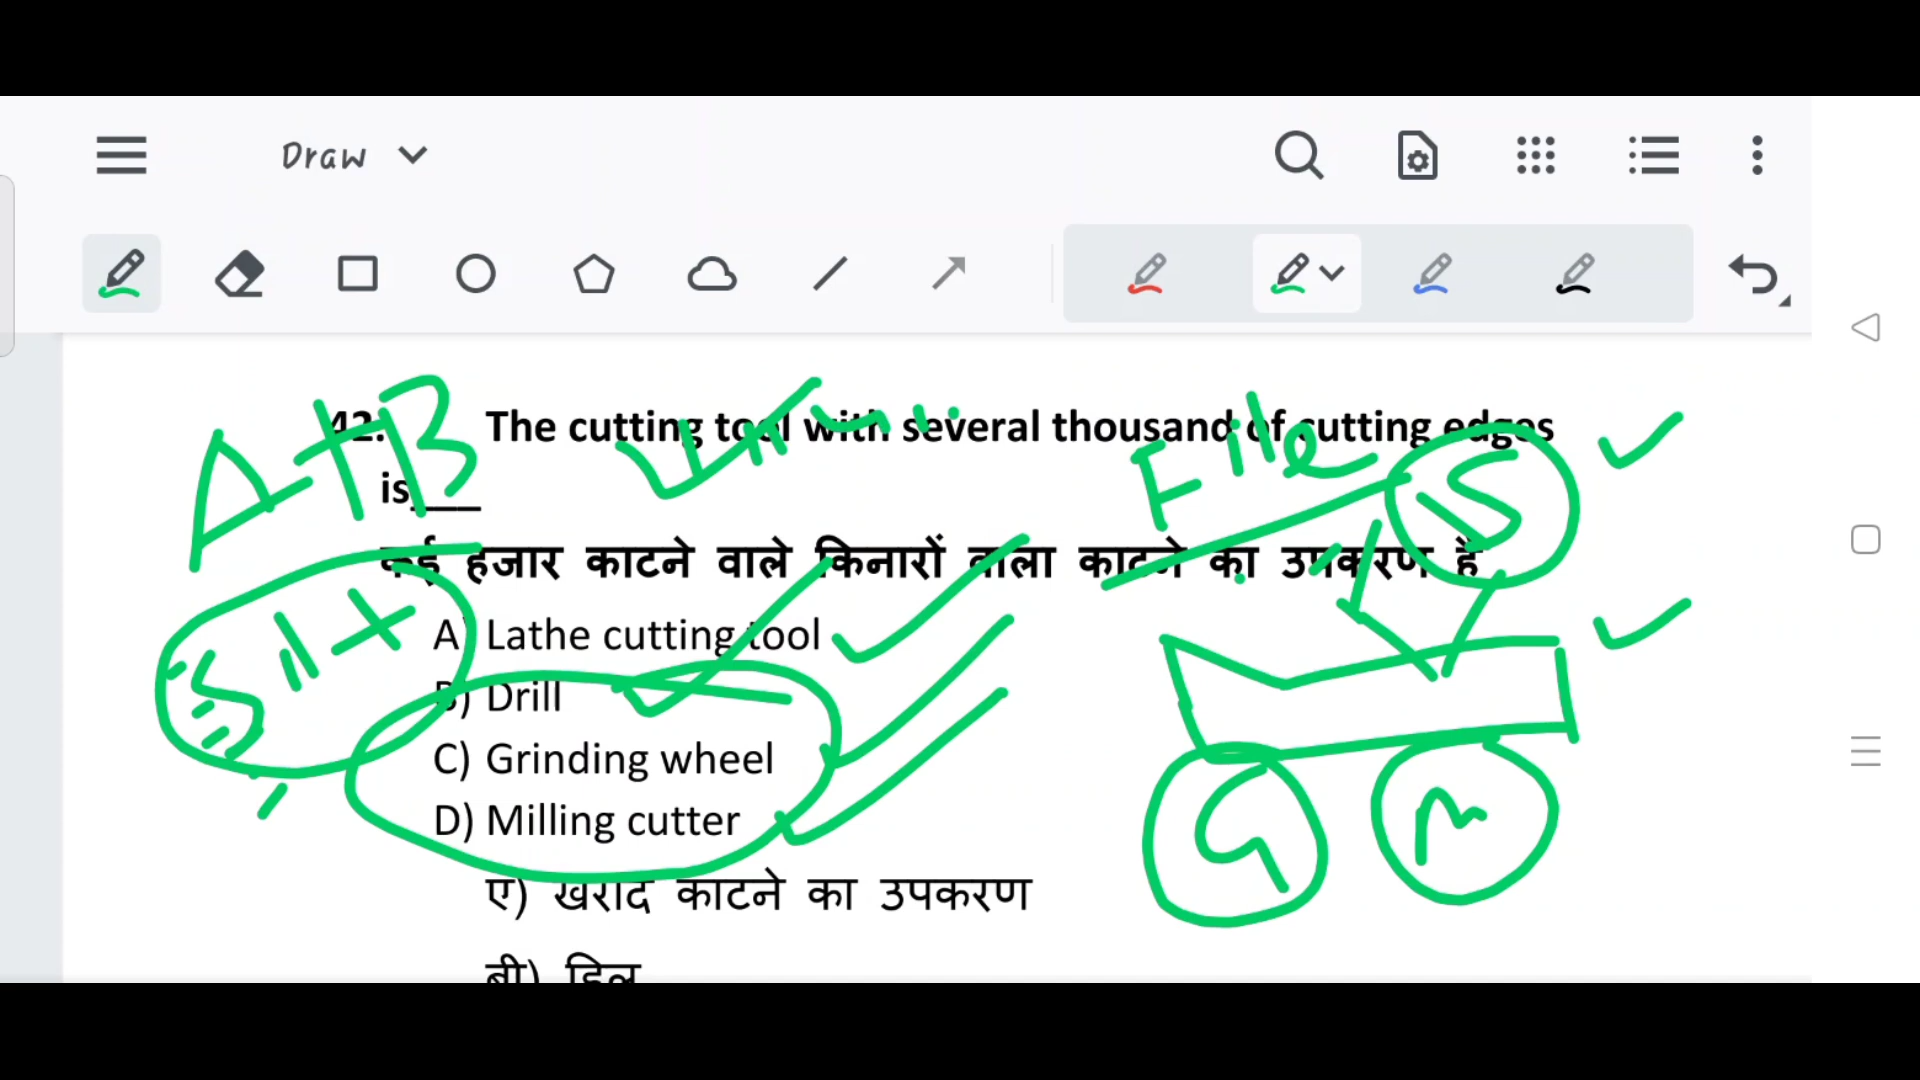 Draw
42. The cutting tool with several thousand of cutting edges
is___
कई हजार काटने वाले किनारों वाला काटने का उपकरण है
A) Lathe cutting tool
B) Drill
C) Grinding wheel
D) Milling cutter
ए) खराद काटने का उपकरण
बी) ड्रिल
File
S
G
M